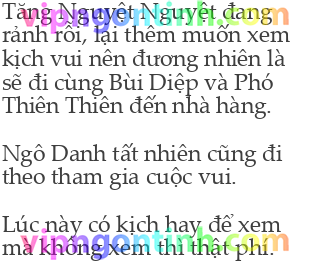 Tăng Nguyệt Nguyệt đang
rảnh rỗi, lại thêm muốn xem
kịch vui nên đương nhiên là
sẽ đi cùng Bùi Diệp và Phó
Thiên Thiên đến nhà hàng.
Ngô Danh tất nhiên cũng đi
theo tham gia cuộc vui.
Lúc này có kịch hay để xem
mà không xem thì thật phí.
vipngontinh.com
vipngontinh.com